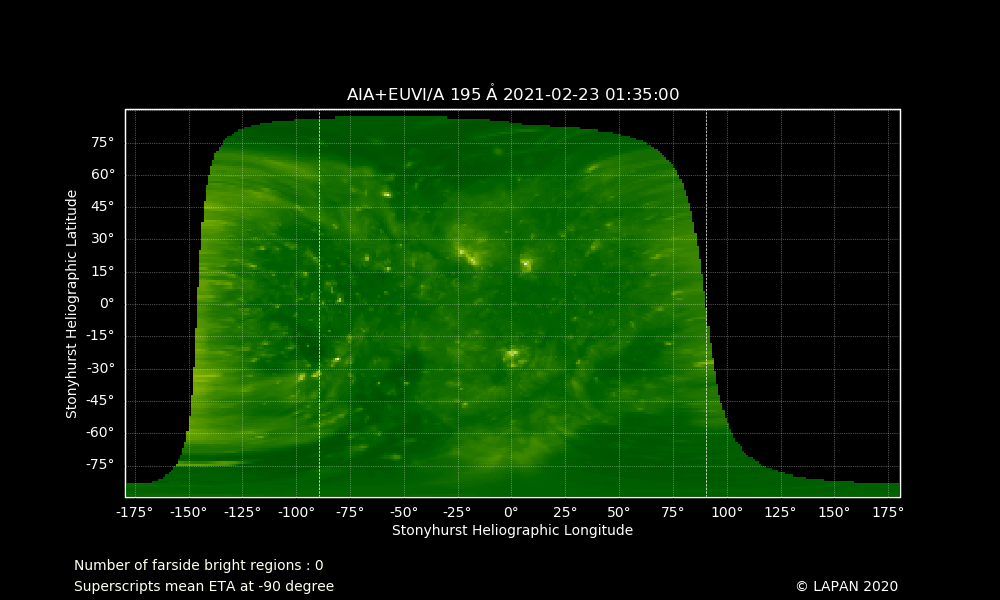 AIA+EUVI/A 195 Å 2021-02-23 01:35:00
75°
60°
45°
30°
15°
0°
-15°
-30°
-45°
-60°
-75°
Stonyhurst Heliographic Latitude
-175° -150° -125° -100° -75° -50° -25° 0° 25° 50° 75° 100° 125° 150° 175°
Stonyhurst Heliographic Longitude
Number of farside bright regions : 0
Superscripts mean ETA at -90 degree
© LAPAN 2020